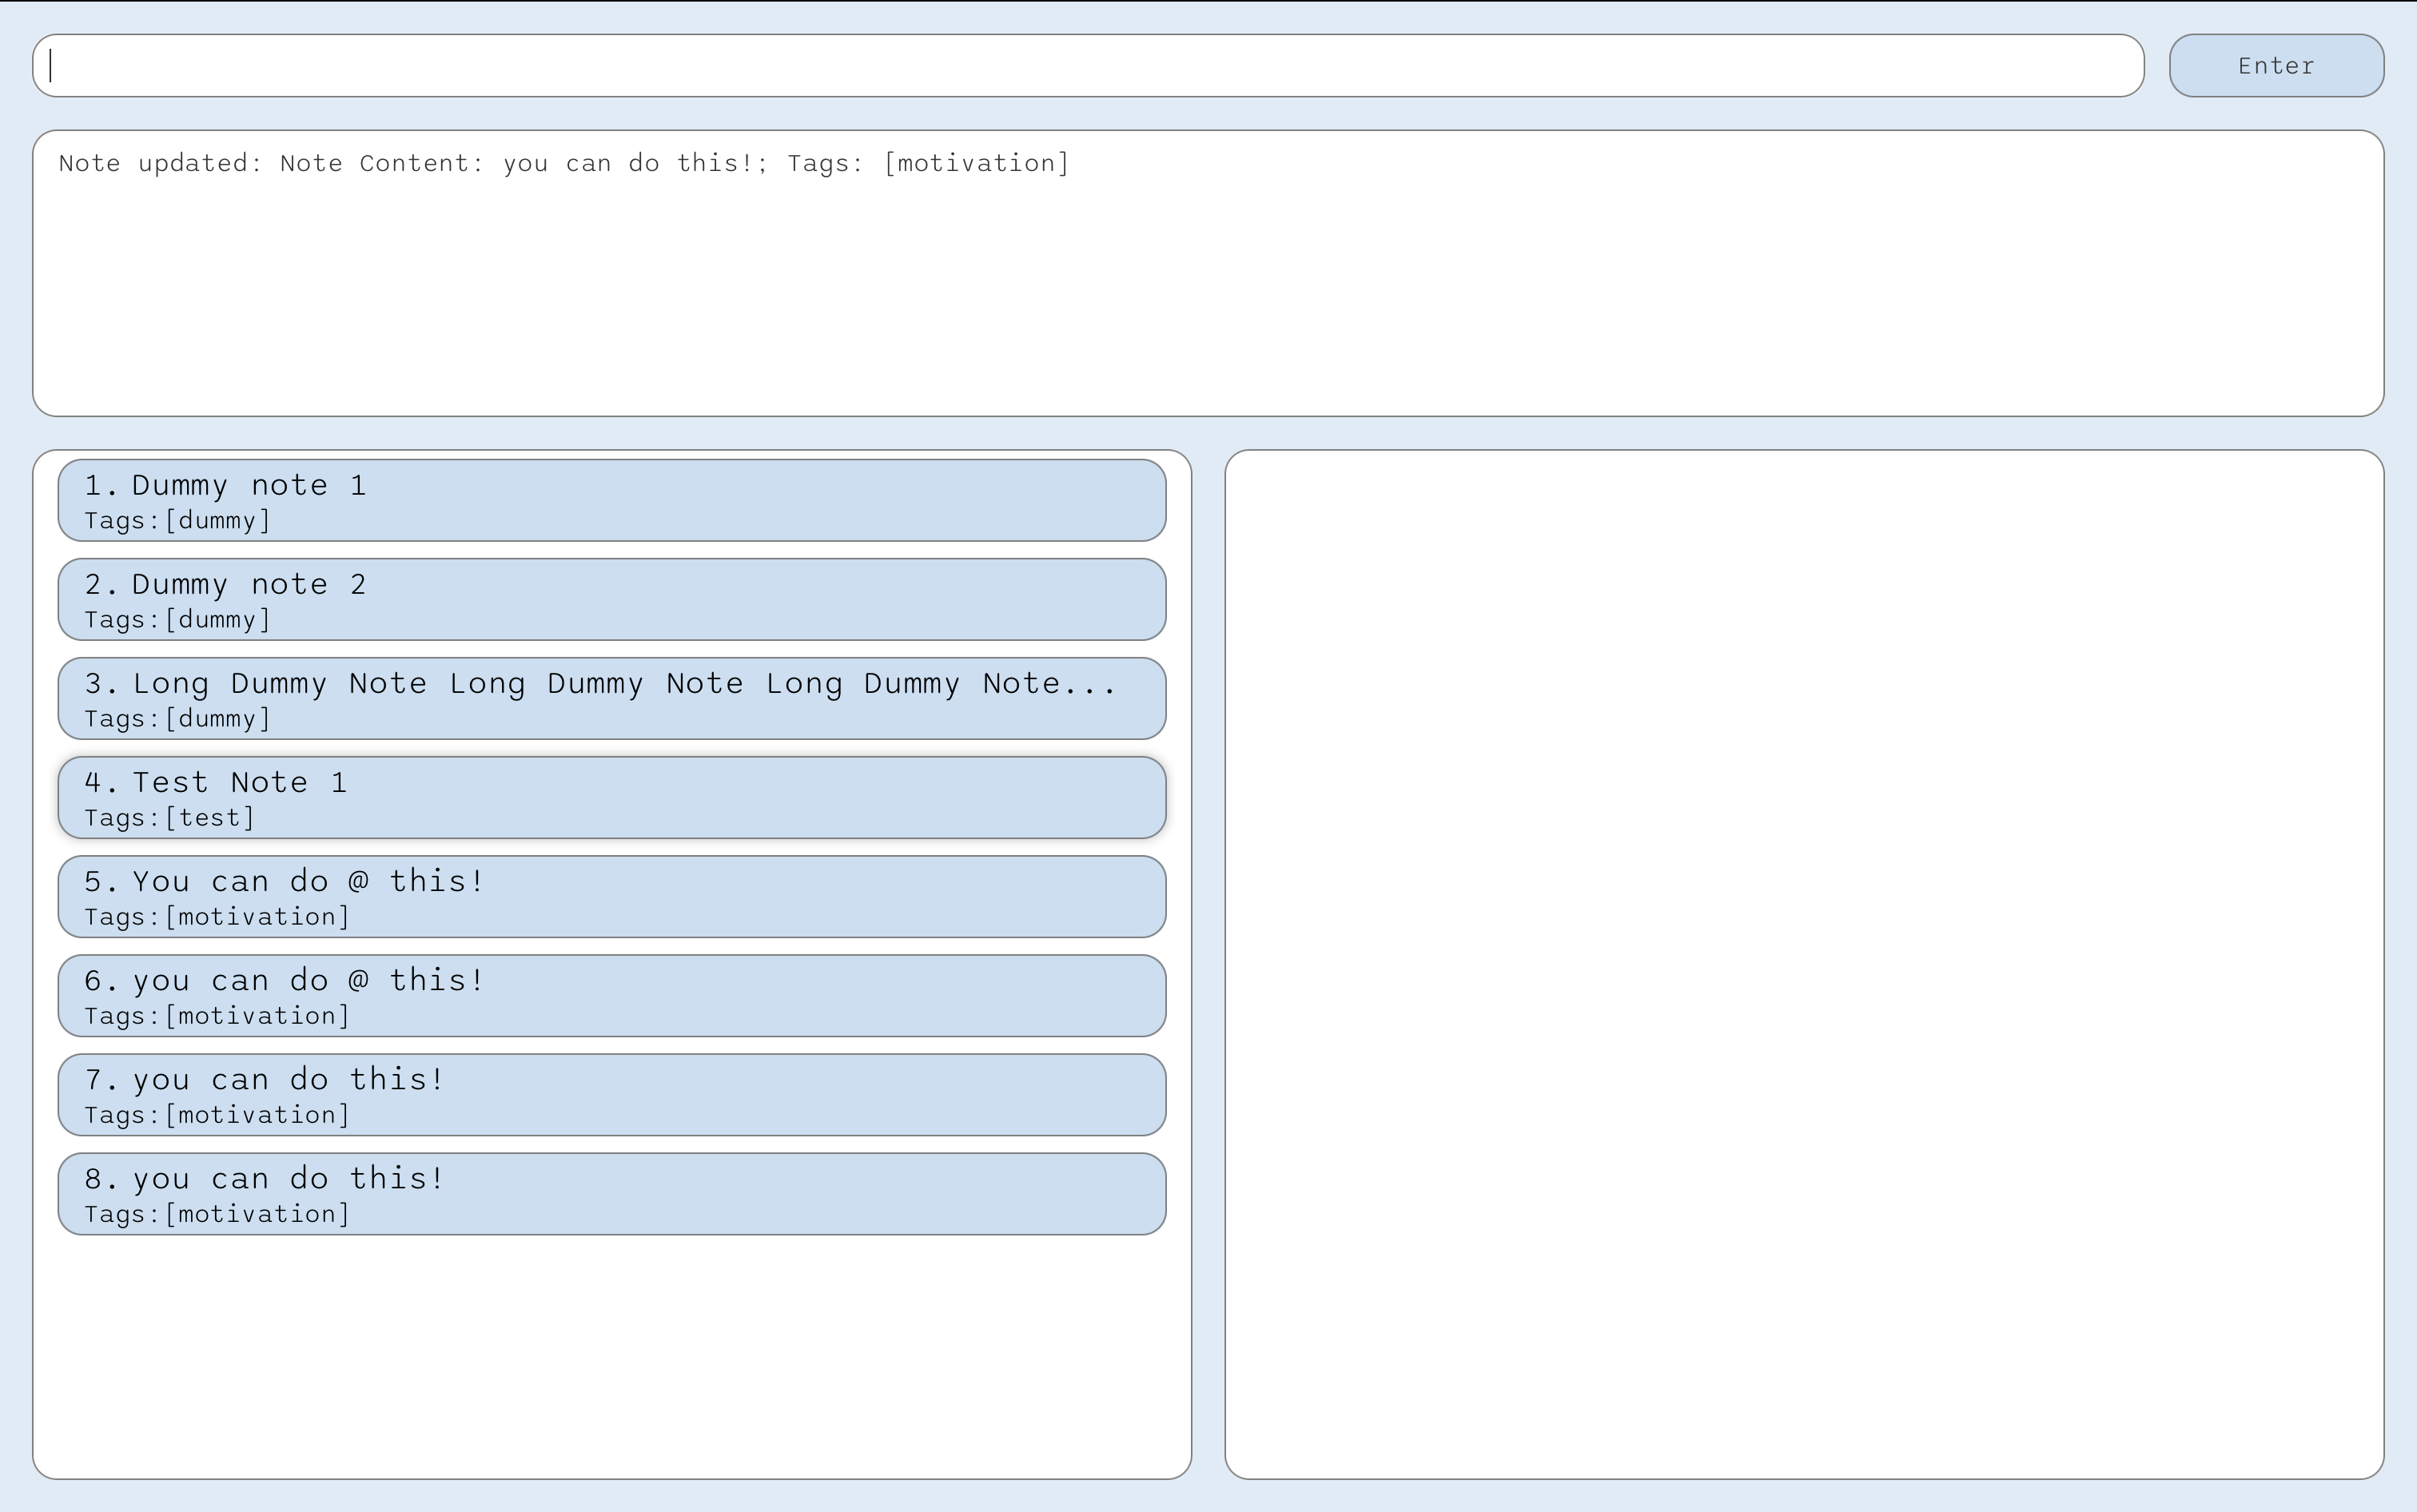 Enter
Note updated: Note Content: you can do this!; Tags: [motivation]
1. Dummy note 1
Tags:[dummy]
2. Dummy note 2
Tags:[dummy]
3. Long Dummy Note Long Dummy Note Long Dummy Note...
Tags:[dummy]
4. Test Note 1
Tags:[test]
5. You can do @ this!
Tags:[motivation]
6. you can do @ this!
Tags:[motivation]
7. you can do this!
Tags:[motivation]
8. you can do this!
Tags:[motivation]